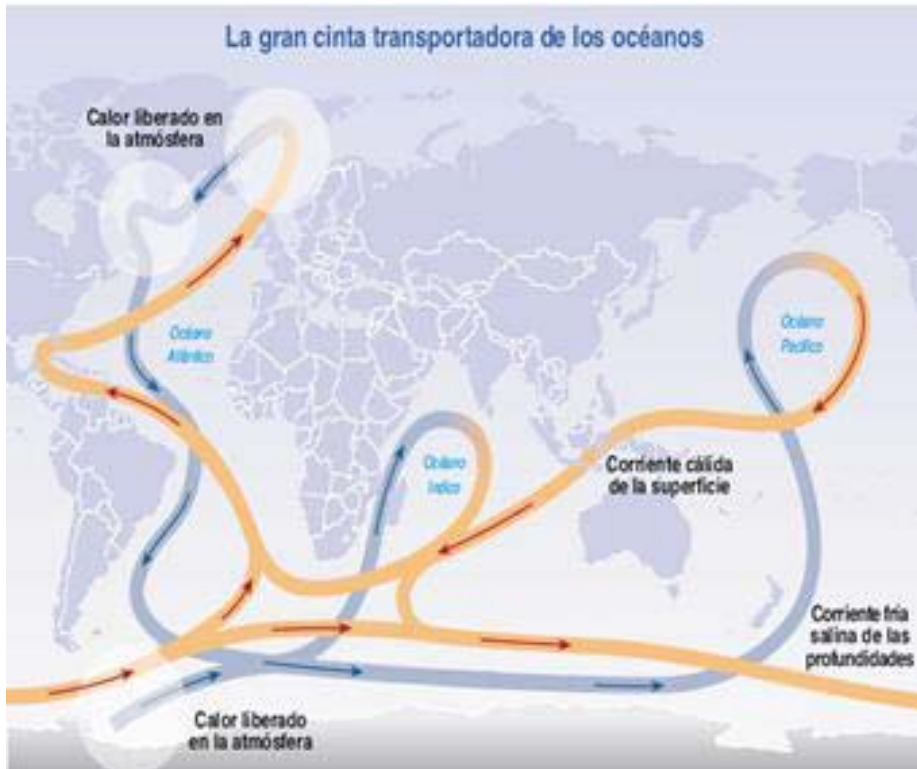 La gran cinta transportadora de los océanos
Calor liberado en
la atmósfera
Océano
Atlántico
Océano
Pacífico
Océano
Índico
Corriente cálida
de la superficie
Corriente fría
salina de las
profundidades
Calor liberado
en la atmósfera